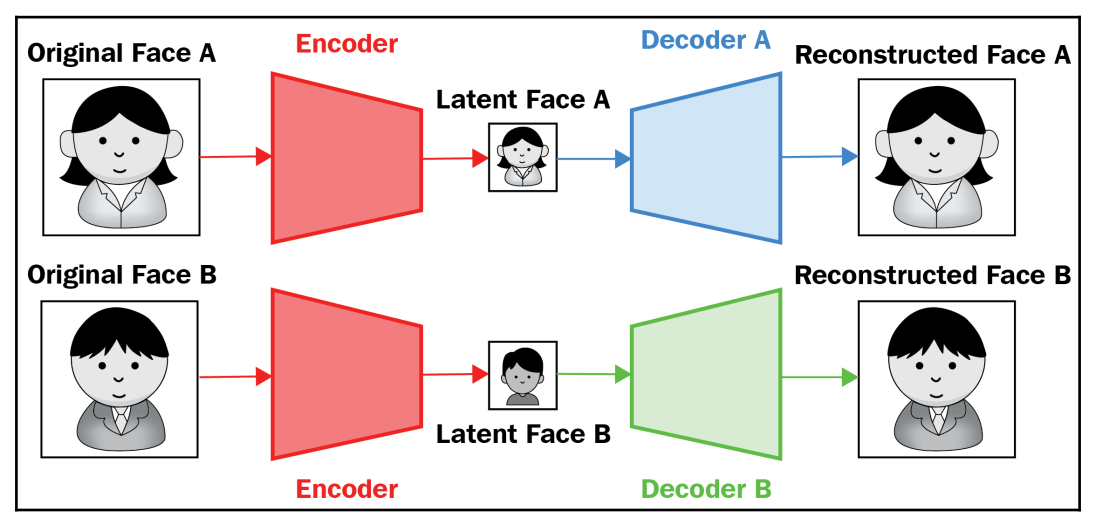 Original Face A
Encoder
Latent Face A
Decoder A
Reconstructed Face A
Original Face B
Encoder
Latent Face B
Decoder B
Reconstructed Face B